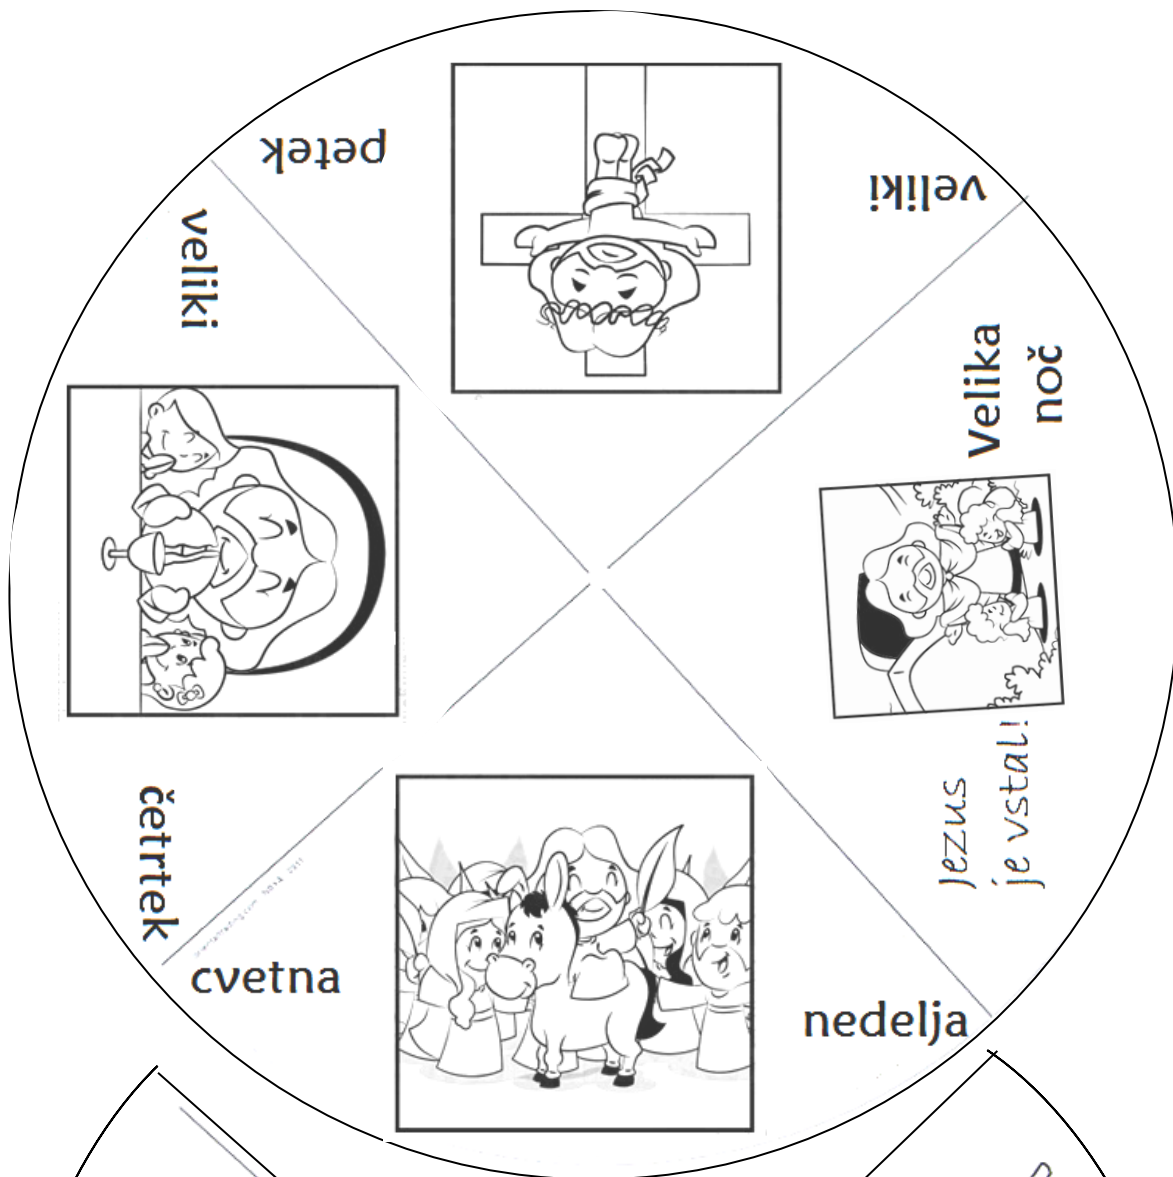 cvetna
nedelja
veliki
četrtek
veliki
petek
Velika
noč
Jezus
je vstal!